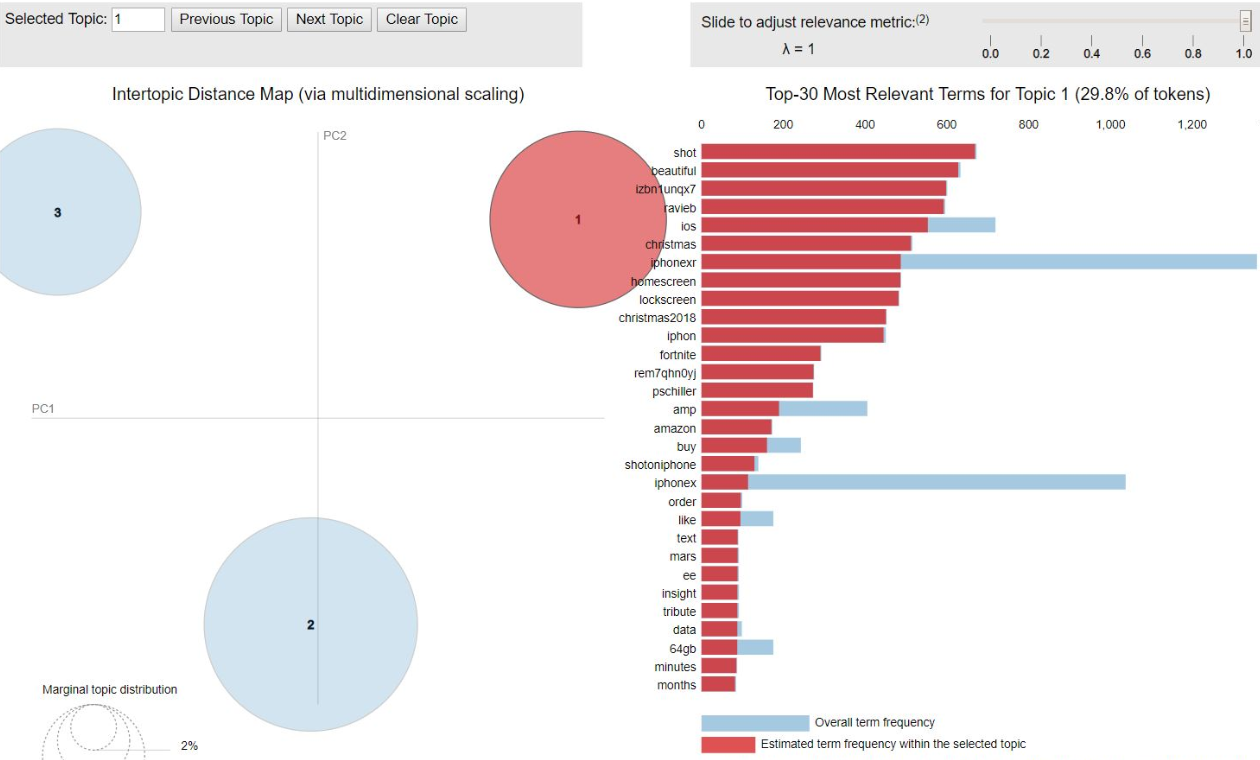 Selected Topic: 1 Previous Topic Next Topic Clear Topic
Slide to adjust relevance metric:(2)
λ = 1
0.0 0.2 0.4 0.6 0.8 1.0
Intertopic Distance Map (via multidimensional scaling)
PC2
PC1
3
1
2
Marginal topic distribution
2%
Top-30 Most Relevant Terms for Topic 1 (29.8% of tokens)
0 200 400 600 800 1,000 1,200
shot
beautiful
izbn1unqx7
ravieb
ios
christmas
iphonexr
homescreen
lockscreen
christmas2018
iphon
fortnite
rem7qhn0yj
pschiller
amp
amazon
buy
shotoniphone
iphonex
order
like
text
mars
ee
insight
tribute
data
64gb
minutes
months
Overall term frequency
Estimated term frequency within the selected topic